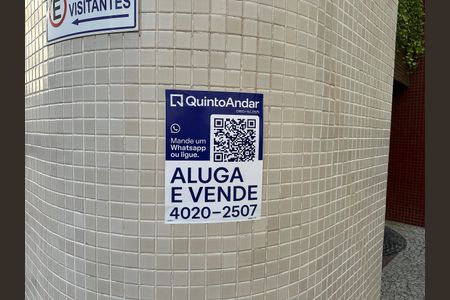 E
VISITANTES
QuintoAndar
Mande um
Whatsapp
ou ligue.
ALUGA
E VENDE
4020-2507